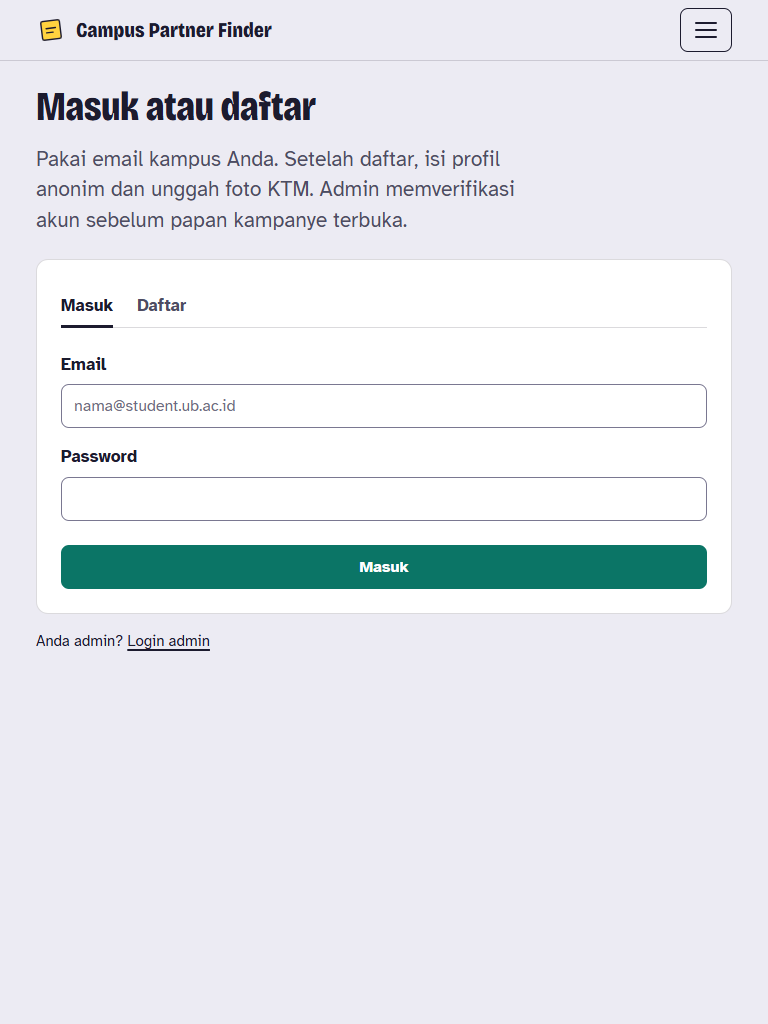 Campus Partner Finder
Masuk atau daftar
Pakai email kampus Anda. Setelah daftar, isi profil
anonim dan unggah foto KTM. Admin memverifikasi
akun sebelum papan kampanye terbuka.
Masuk Daftar
Email
nama@student.ub.ac.id
Password
Masuk
Anda admin? Login admin